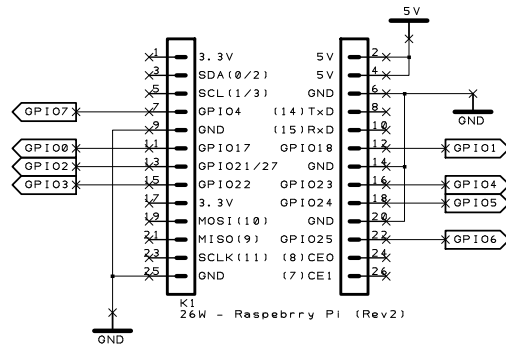 5V
1 3.3V 5V 2
3 SDA(0/2) 5V 4
5 SCL(1/3) GND 6
GPIO7 7 GPIO4 (14)TxD 8
GND
9 GND (15)RxD 10
GPIO0 11 GPIO17 GPIO18 12 GPIO1
GPIO2 13 GPIO21/27 GND 14
GPIO3 15 GPIO22 GPIO23 16 GPIO4
17 3.3V GPIO24 18 GPIO5
19 MOSI(10) GND 20
21 MISO(9) GPIO25 22 GPIO6
23 SCLK(11) (8)CE0 24
25 GND (7)CE1 26
K1
26W - Raspebrry Pi (Rev2)
GND